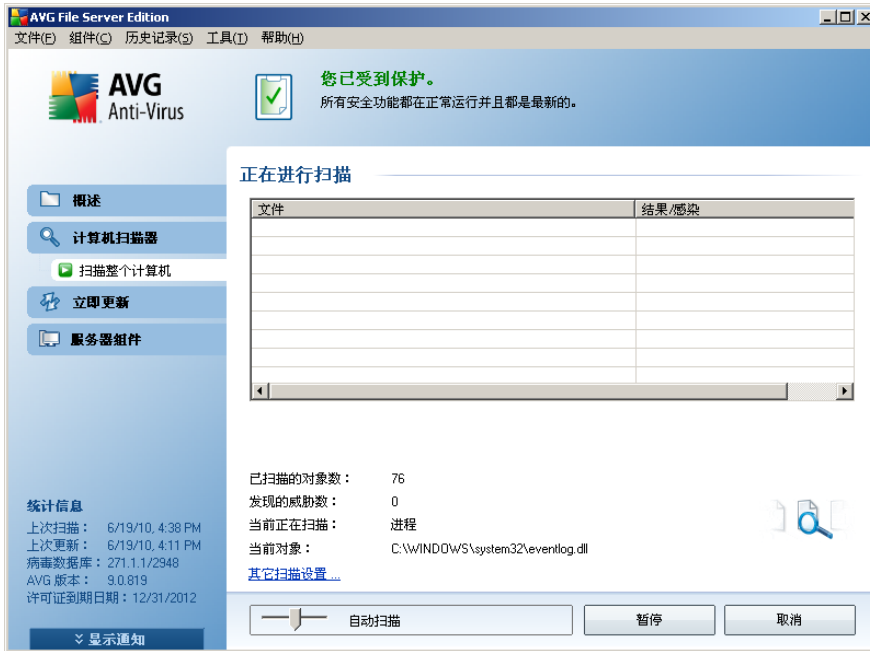 AVG File Server Edition
文件(F) 组件(C) 历史记录(S) 工具(T) 帮助(H)
AVG
Anti-Virus
您已受到保护。
所有安全功能都在正常运行并且都是最新的。
概述
计算机扫描器
扫描整个计算机
立即更新
服务器组件
正在进行扫描
文件 结果/感染
已扫描的对象数： 76
发现的威胁数： 0
当前正在扫描： 进程
当前对象： C:\WINDOWS\system32\eventlog.dll
其它扫描设置 ...
统计信息
上次扫描： 6/19/10, 4:38 PM
上次更新： 6/19/10, 4:11 PM
病毒数据库： 271.1.1/2948
AVG 版本： 9.0.819
许可证到期日期： 12/31/2012
显示通知
自动扫描 暂停 取消